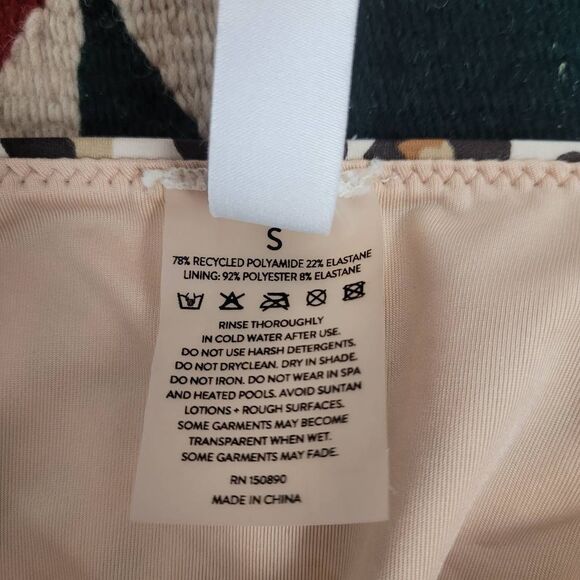 S
78% RECYCLED POLYAMIDE 22% ELASTANE
LINING: 92% POLYESTER 8% ELASTANE
RINSE THOROUGHLY
IN COLD WATER AFTER USE.
DO NOT USE HARSH DETERGENTS.
DO NOT DRYCLEAN. DRY IN SHADE.
DO NOT IRON. DO NOT WEAR IN SPA
AND HEATED POOLS. AVOID SUNTAN
LOTIONS + ROUGH SURFACES.
SOME GARMENTS MAY BECOME
TRANSPARENT WHEN WET.
SOME GARMENTS MAY FADE.
RN 150890
MADE IN CHINA